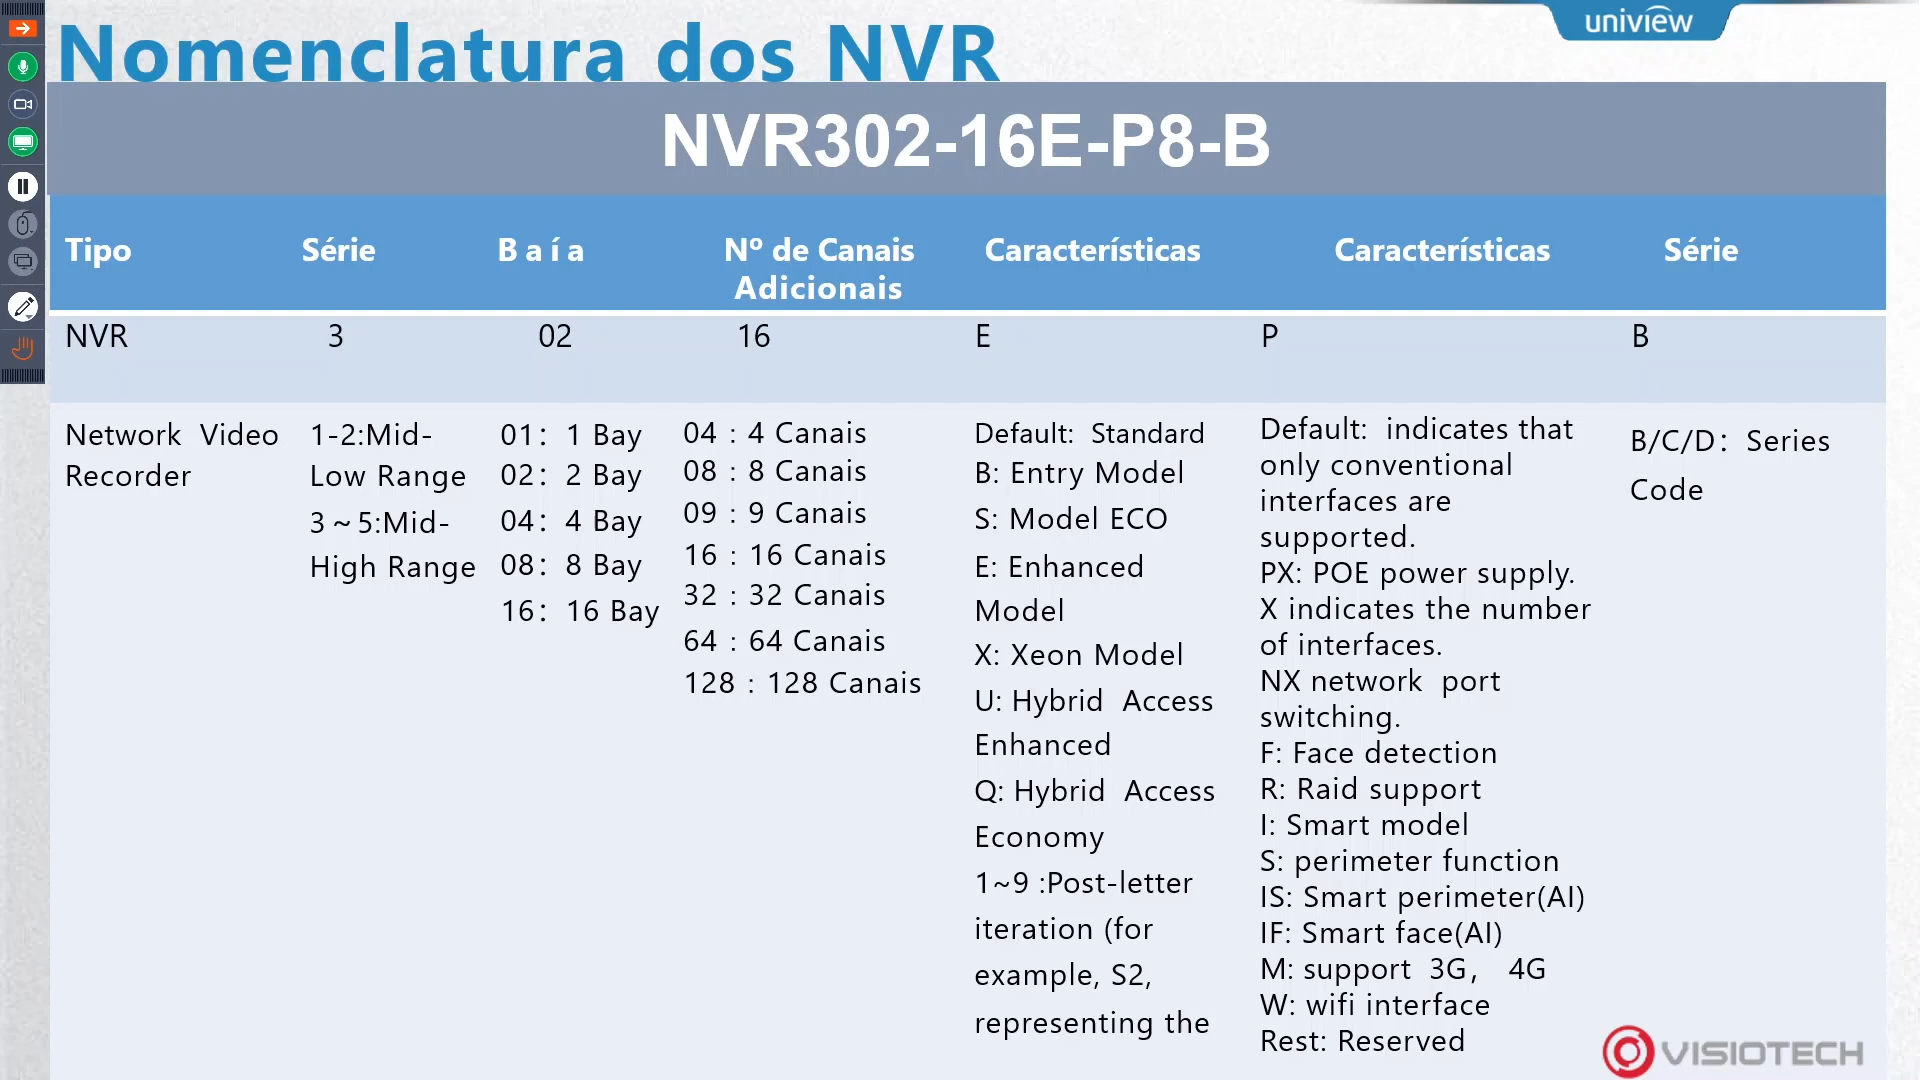 uniview
Nomenclatura dos NVR
NVR302-16E-P8-B
Tipo
Série
Baía
Nº de Canais
Adicionais
Características
Características
Série
NVR
3
02
16
E
P
B
Network Video
Recorder
1-2:Mid-
Low Range
3～5:Mid-
High Range
01： 1 Bay
02： 2 Bay
04： 4 Bay
08： 8 Bay
16： 16 Bay
04 : 4 Canais
08 : 8 Canais
09 : 9 Canais
16 : 16 Canais
32 : 32 Canais
64 : 64 Canais
128 : 128 Canais
Default: Standard
B: Entry Model
S: Model ECO
E: Enhanced
Model
X: Xeon Model
U: Hybrid Access
Enhanced
Q: Hybrid Access
Economy
1~9 :Post-letter
iteration (for
example, S2,
representing the
Default: indicates that
only conventional
interfaces are
supported.
PX: POE power supply.
X indicates the number
of interfaces.
NX network port
switching.
F: Face detection
R: Raid support
I: Smart model
S: perimeter function
IS: Smart perimeter(AI)
IF: Smart face(AI)
M: support 3G， 4G
W: wifi interface
Rest: Reserved
B/C/D：Series
Code
VISIOTECH